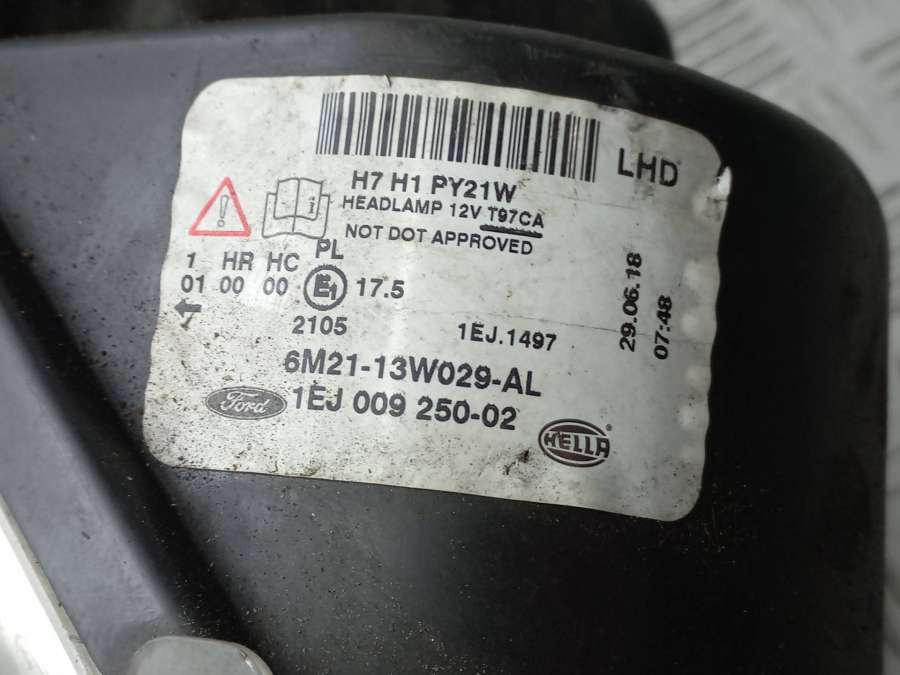 LHD
H7 H1 PY21W
HEADLAMP 12V T97CA
NOT DOT APPROVED
1 HR HC PL
01 00 00 E1 17.5
2105 1EJ.1497
29.06.18
07:48
6M21-13W029-AL
Ford 1EJ 009 250-02
HELLA®